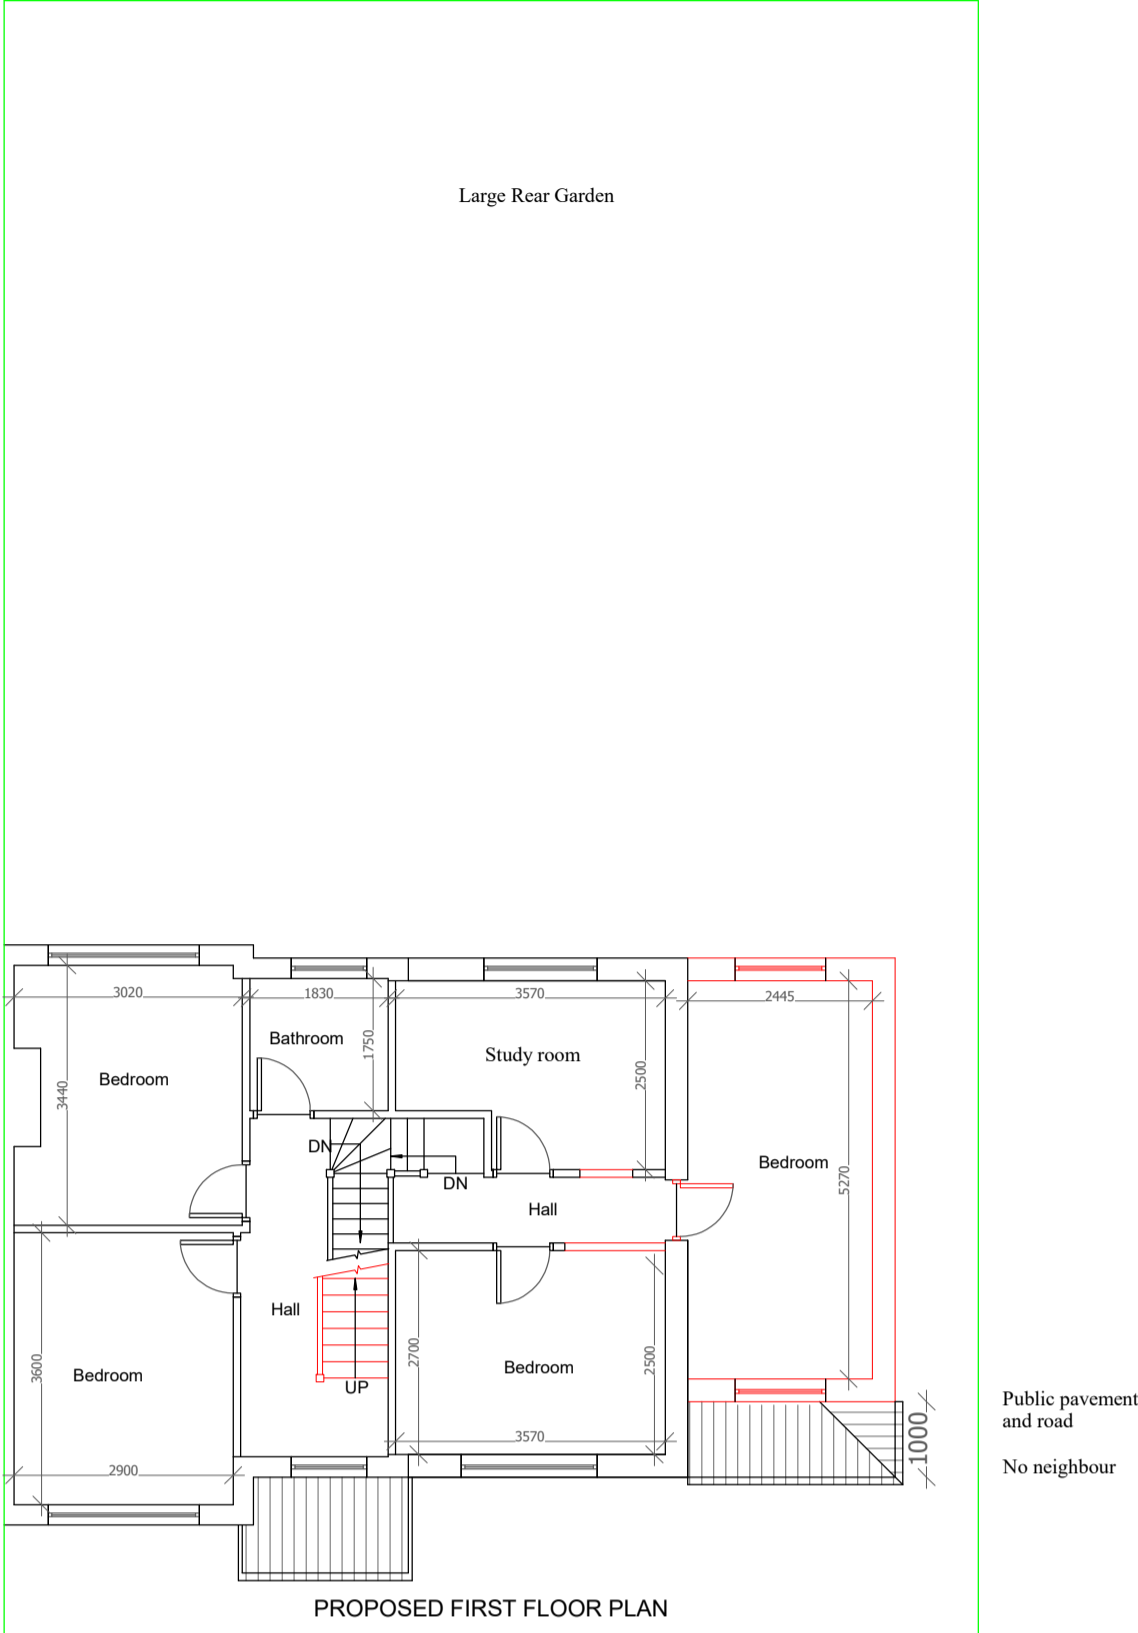 Large Rear Garden
3020
1830
3570
2445
Bathroom
1750
Study room
2500
Bedroom
3440
DN
DN
Bedroom
5270
Hall
Hall
3600
Bedroom
2700
Bedroom
2500
UP
3570
2900
1000
Public pavement
and road
No neighbour
PROPOSED FIRST FLOOR PLAN